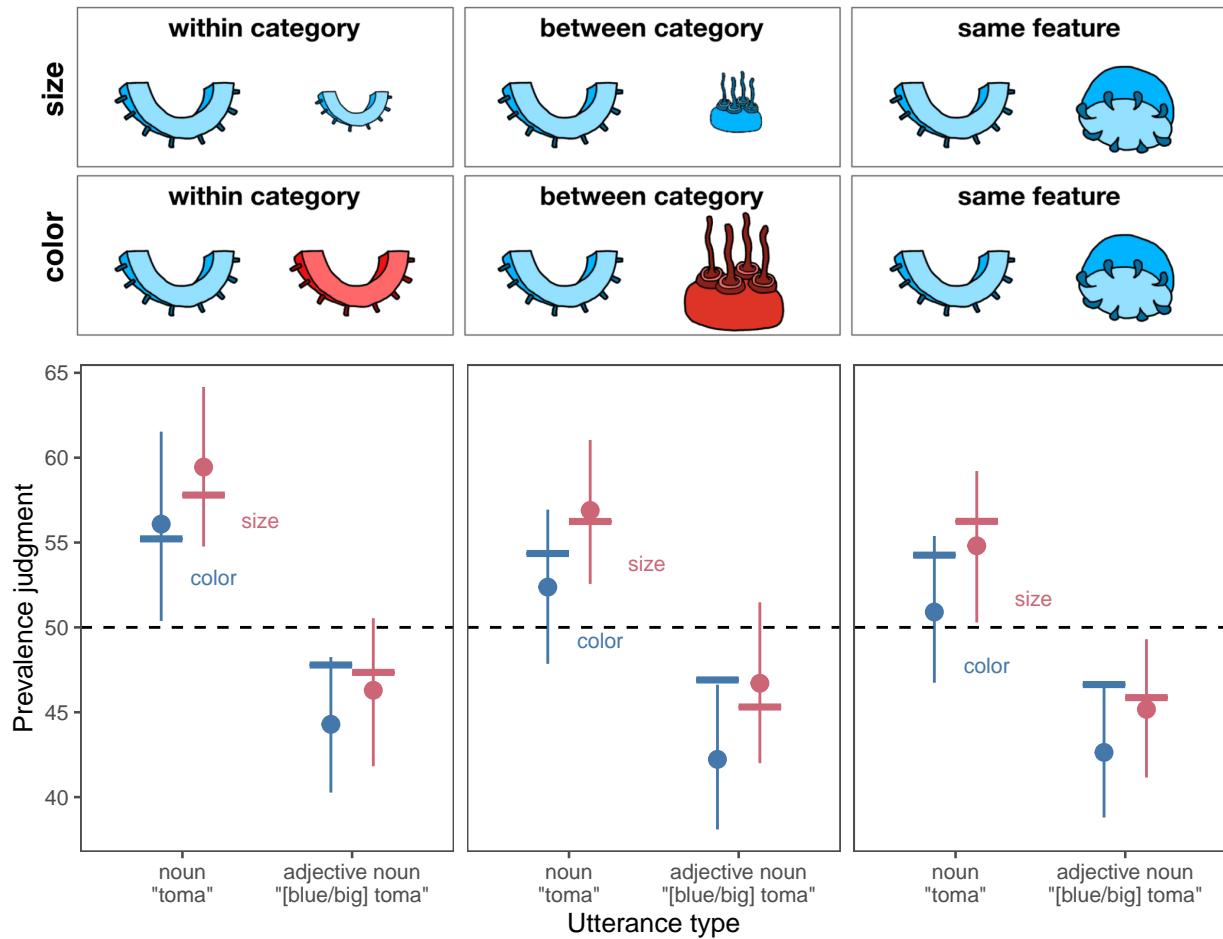 within category
between category
same feature
size
within category
between category
same feature
color
65
60
55
50
45
40
Prevalence judgment
size
color
size
color
size
color
noun
"toma"
adjective noun
"[blue/big] toma"
noun
"toma"
adjective noun
"[blue/big] toma"
noun
"toma"
adjective noun
"[blue/big] toma"
Utterance type